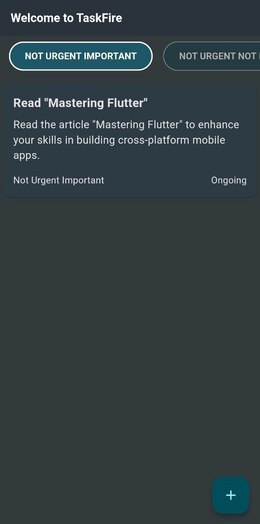 Welcome to TaskFire
NOT URGENT IMPORTANT
NOT URGENT NOT
Read "Mastering Flutter"
Read the article "Mastering Flutter" to enhance
your skills in building cross-platform mobile
apps.
Not Urgent Important
Ongoing
+